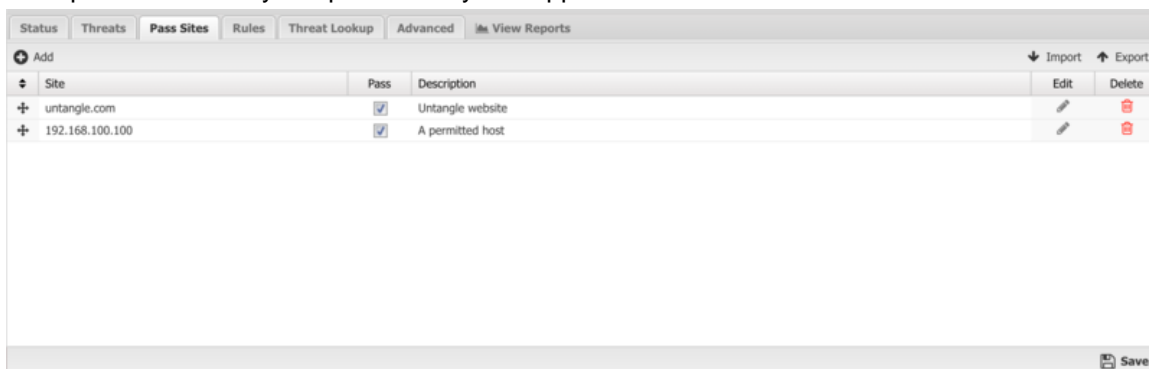 Status Threats Pass Sites Rules Threat Lookup Advanced View Reports
Add Import Export
Site Pass Description Edit Delete
untangle.com Untangle website
192.168.100.100 A permitted host
Save